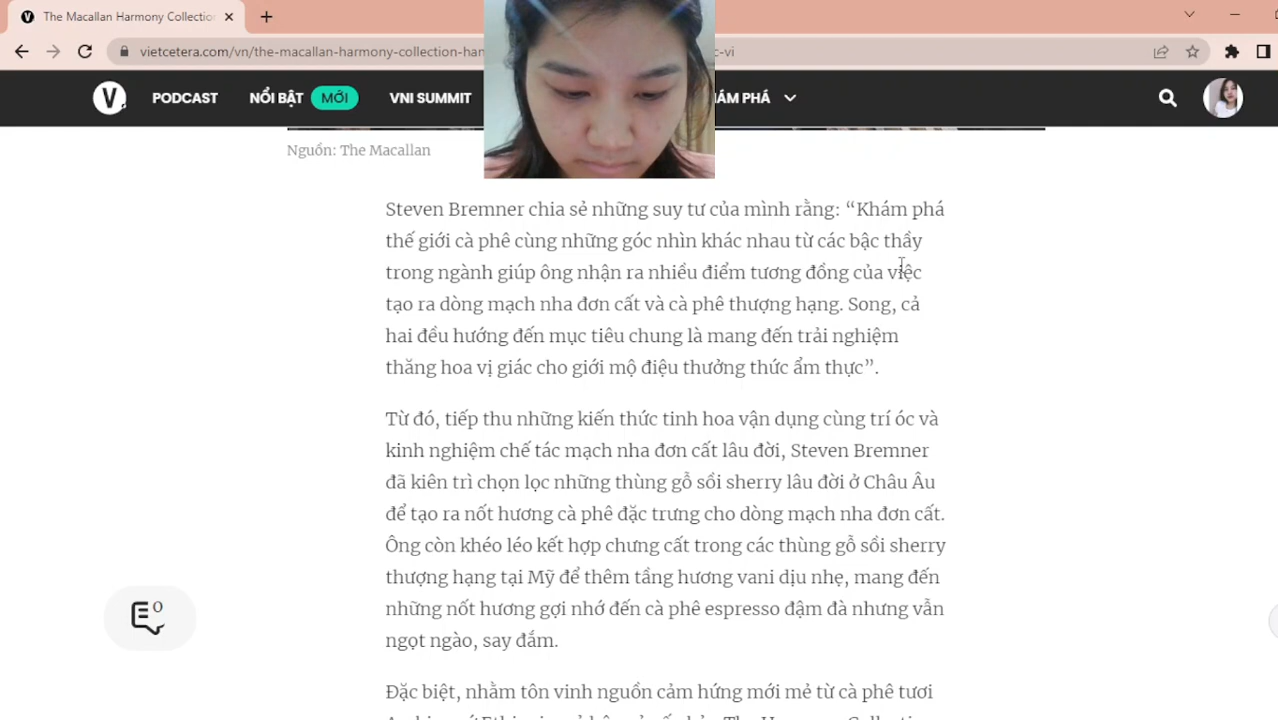 The Macallan Harmony Collectio
vietcetera.com/vn/the-macallan-harmony-collection-han c-vi
V. PODCAST NỔI BẬT MỚI VNI SUMMIT ÁM PHÁ
Nguồn: The Macallan
Steven Bremner chia sẻ những suy tư của mình rằng: “Khám phá
thế giới cà phê cùng những góc nhìn khác nhau từ các bậc thầy
trong ngành giúp ông nhận ra nhiều điểm tương đồng của việc
tạo ra dòng mạch nha đơn cất và cà phê thượng hạng. Song, cả
hai đều hướng đến mục tiêu chung là mang đến trải nghiệm
thăng hoa vị giác cho giới mộ điệu thưởng thức ẩm thực”.
Từ đó, tiếp thu những kiến thức tinh hoa vận dụng cùng trí óc và
kinh nghiệm chế tác mạch nha đơn cất lâu đời, Steven Bremner
đã kiên trì chọn lọc những thùng gỗ sồi sherry lâu đời ở Châu Âu
để tạo ra nốt hương cà phê đặc trưng cho dòng mạch nha đơn cất.
Ông còn khéo léo kết hợp chưng cất trong các thùng gỗ sồi sherry
thượng hạng tại Mỹ để thêm tầng hương vani dịu nhẹ, mang đến
những nốt hương gợi nhớ đến cà phê espresso đậm đà nhưng vẫn
ngọt ngào, say đắm.
0
Đặc biệt, nhằm tôn vinh nguồn cảm hứng mới mẻ từ cà phê tươi